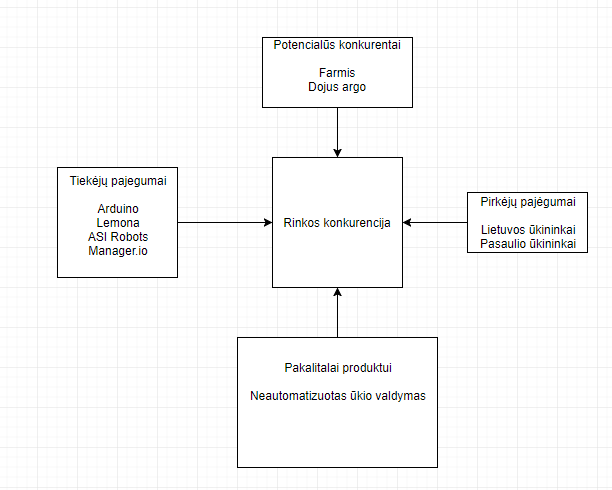 Potencialūs konkurentai
Farmis
Dojus argo
Tiekėjų pajegumai
Arduino
Lemona
ASI Robots
Manager.io
Rinkos konkurencija
Pirkėjų pajėgumai
Lietuvos ūkininkai
Pasaulio ūkininkai
Pakalitalai produktui
Neautomatizuotas ūkio valdymas